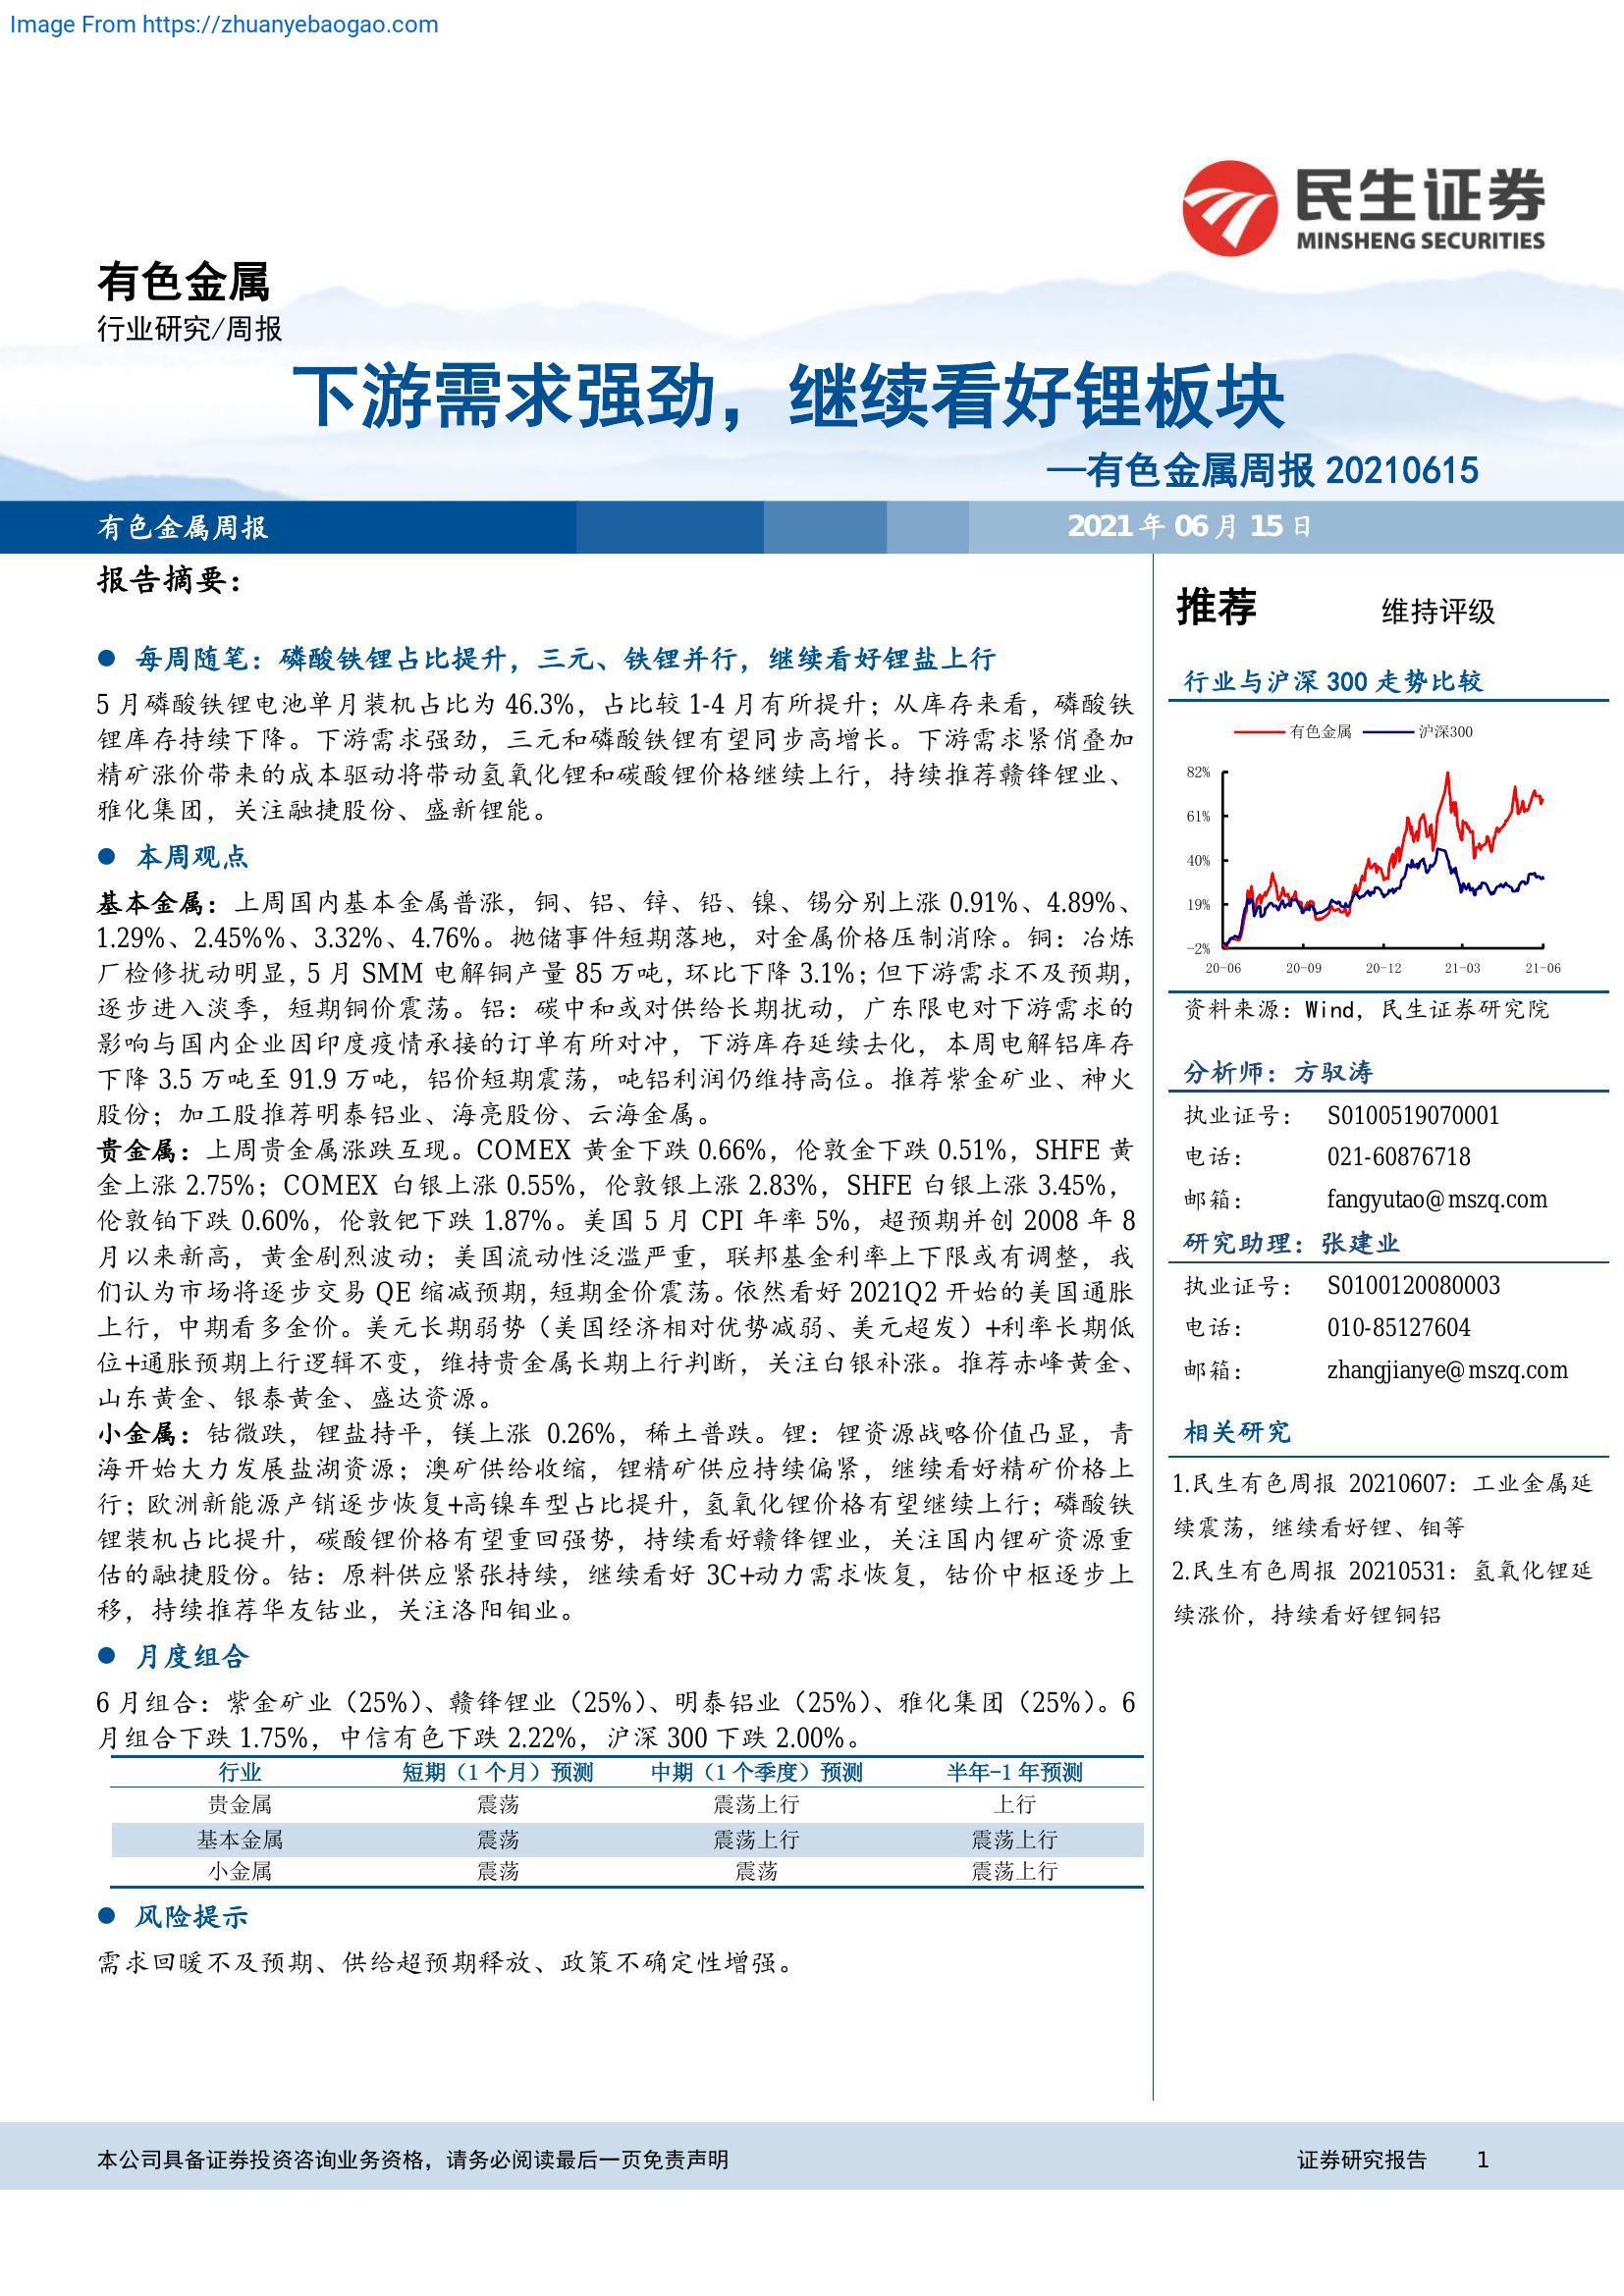 Image From https://zhuanyebaogao.com
民生证券
MINSHENG SECURITIES
有色金属
行业研究/周报
下游需求强劲，继续看好锂板块
—有色金属周报 20210615
有色金属周报
2021 年 06 月 15 日
报告摘要：
● 每周随笔：磷酸铁锂占比提升，三元、铁锂并行，继续看好锂盐上行
5 月磷酸铁锂电池单月装机占比为 46.3%，占比较 1-4 月有所提升；从库存来看，磷酸铁
锂库存持续下降。下游需求强劲，三元和磷酸铁锂有望同步高增长。下游需求紧俏叠加
精矿涨价带来的成本驱动将带动氢氧化锂和碳酸锂价格继续上行，持续推荐赣锋锂业、
雅化集团，关注融捷股份、盛新锂能。
● 本周观点
基本金属：上周国内基本金属普涨，铜、铝、锌、铅、镍、锡分别上涨 0.91%、4.89%、
1.29%、2.45%%、3.32%、4.76%。抛储事件短期落地，对金属价格压制消除。铜：冶炼
厂检修扰动明显，5 月 SMM 电解铜产量 85 万吨，环比下降 3.1%；但下游需求不及预期，
逐步进入淡季，短期铜价震荡。铝：碳中和或对供给长期扰动，广东限电对下游需求的
影响与国内企业因印度疫情承接的订单有所对冲，下游库存延续去化，本周电解铝库存
下降 3.5 万吨至 91.9 万吨，铝价短期震荡，吨铝利润仍维持高位。推荐紫金矿业、神火
股份；加工股推荐明泰铝业、海亮股份、云海金属。
贵金属：上周贵金属涨跌互现。COMEX 黄金下跌 0.66%，伦敦金下跌 0.51%，SHFE 黄
金上涨 2.75%；COMEX 白银上涨 0.55%，伦敦银上涨 2.83%，SHFE 白银上涨 3.45%，
伦敦铂下跌 0.60%，伦敦钯下跌 1.87%。美国 5 月 CPI 年率 5%，超预期并创 2008 年 8
月以来新高，黄金剧烈波动；美国流动性泛滥严重，联邦基金利率上下限或有调整，我
们认为市场将逐步交易 QE 缩减预期，短期金价震荡。依然看好 2021Q2 开始的美国通胀
上行，中期看多金价。美元长期弱势（美国经济相对优势减弱、美元超发）+利率长期低
位+通胀预期上行逻辑不变，维持贵金属长期上行判断，关注白银补涨。推荐赤峰黄金、
山东黄金、银泰黄金、盛达资源。
小金属：钴微跌，锂盐持平，镁上涨 0.26%，稀土普跌。锂：锂资源战略价值凸显，青
海开始大力发展盐湖资源；澳矿供给收缩，锂精矿供应持续偏紧，继续看好精矿价格上
行；欧洲新能源产销逐步恢复+高镍车型占比提升，氢氧化锂价格有望继续上行；磷酸铁
锂装机占比提升，碳酸锂价格有望重回强势，持续看好赣锋锂业，关注国内锂矿资源重
估的融捷股份。钴：原料供应紧张持续，继续看好 3C+动力需求恢复，钴价中枢逐步上
移，持续推荐华友钴业，关注洛阳钼业。
● 月度组合
6 月组合：紫金矿业（25%）、赣锋锂业（25%）、明泰铝业（25%）、雅化集团（25%）。6
月组合下跌 1.75%，中信有色下跌 2.22%，沪深 300 下跌 2.00%。
行业 短期（1 个月）预测 中期（1 个季度）预测 半年-1 年预测
贵金属 震荡 震荡上行 上行
基本金属 震荡 震荡上行 震荡上行
小金属 震荡 震荡 震荡上行
● 风险提示
需求回暖不及预期、供给超预期释放、政策不确定性增强。
推荐 维持评级
行业与沪深 300 走势比较
有色金属 沪深300
82%
61%
40%
19%
-2%
20-06 20-09 20-12 21-03 21-06
资料来源：Wind，民生证券研究院
分析师：方驭涛
执业证号： S0100519070001
电话： 021-60876718
邮箱： fangyutao@mszq.com
研究助理：张建业
执业证号： S0100120080003
电话： 010-85127604
邮箱： zhangjianye@mszq.com
相关研究
1.民生有色周报 20210607：工业金属延
续震荡，继续看好锂、钼等
2.民生有色周报 20210531：氢氧化锂延
续涨价，持续看好锂铜铝
本公司具备证券投资咨询业务资格，请务必阅读最后一页免责声明
证券研究报告 1